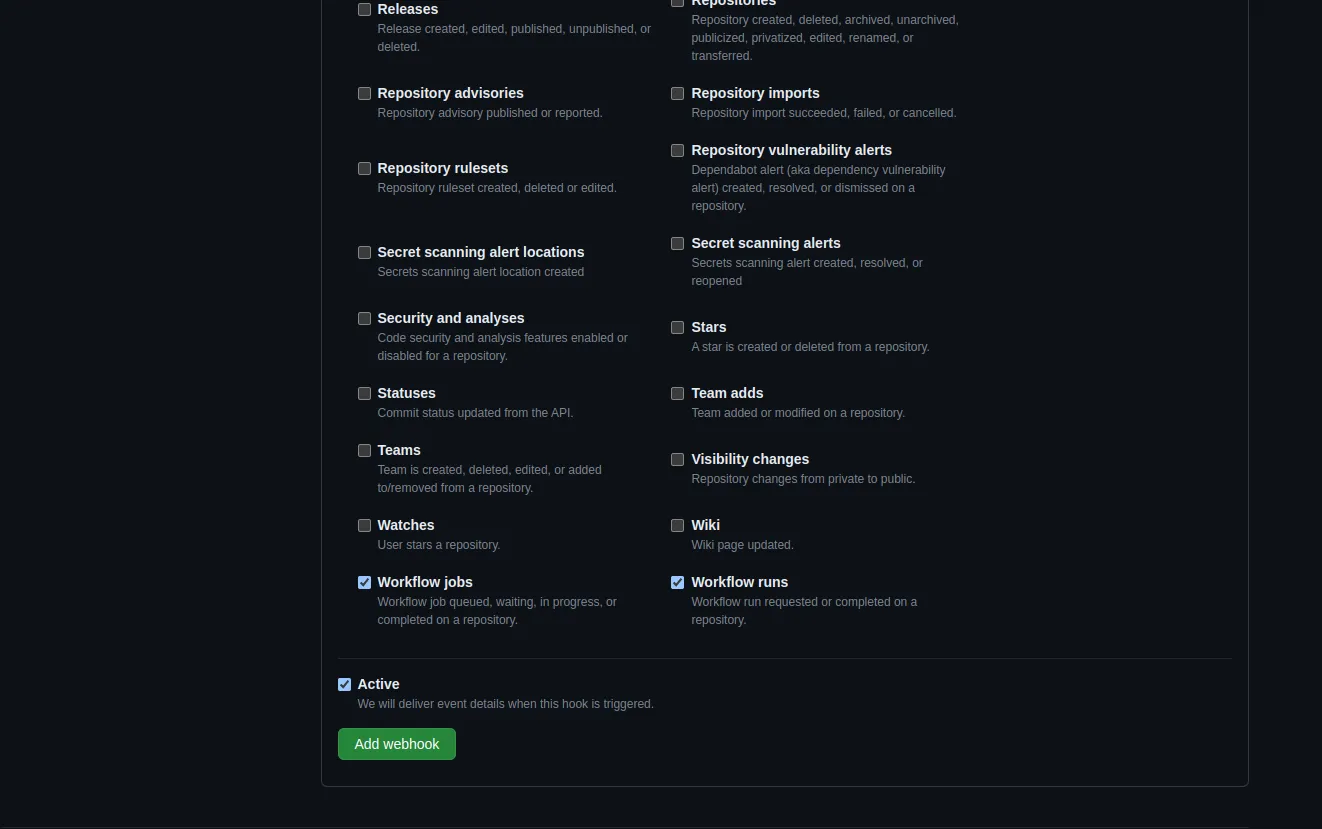 Releases
Release created, edited, published, unpublished, or
deleted.
Repositories
Repository created, deleted, archived, unarchived,
publicized, privatized, edited, renamed, or
transferred.
Repository advisories
Repository advisory published or reported.
Repository imports
Repository import succeeded, failed, or cancelled.
Repository rulesets
Repository ruleset created, deleted or edited.
Repository vulnerability alerts
Dependabot alert (aka dependency vulnerability
alert) created, resolved, or dismissed on a
repository.
Secret scanning alert locations
Secrets scanning alert location created
Secret scanning alerts
Secrets scanning alert created, resolved, or
reopened
Security and analyses
Code security and analysis features enabled or
disabled for a repository.
Stars
A star is created or deleted from a repository.
Statuses
Commit status updated from the API.
Team adds
Team added or modified on a repository.
Teams
Team is created, deleted, edited, or added
to/removed from a repository.
Visibility changes
Repository changes from private to public.
Watches
User stars a repository.
Wiki
Wiki page updated.
Workflow jobs
Workflow job queued, waiting, in progress, or
completed on a repository.
Workflow runs
Workflow run requested or completed on a
repository.
Active
We will deliver event details when this hook is triggered.
Add webhook